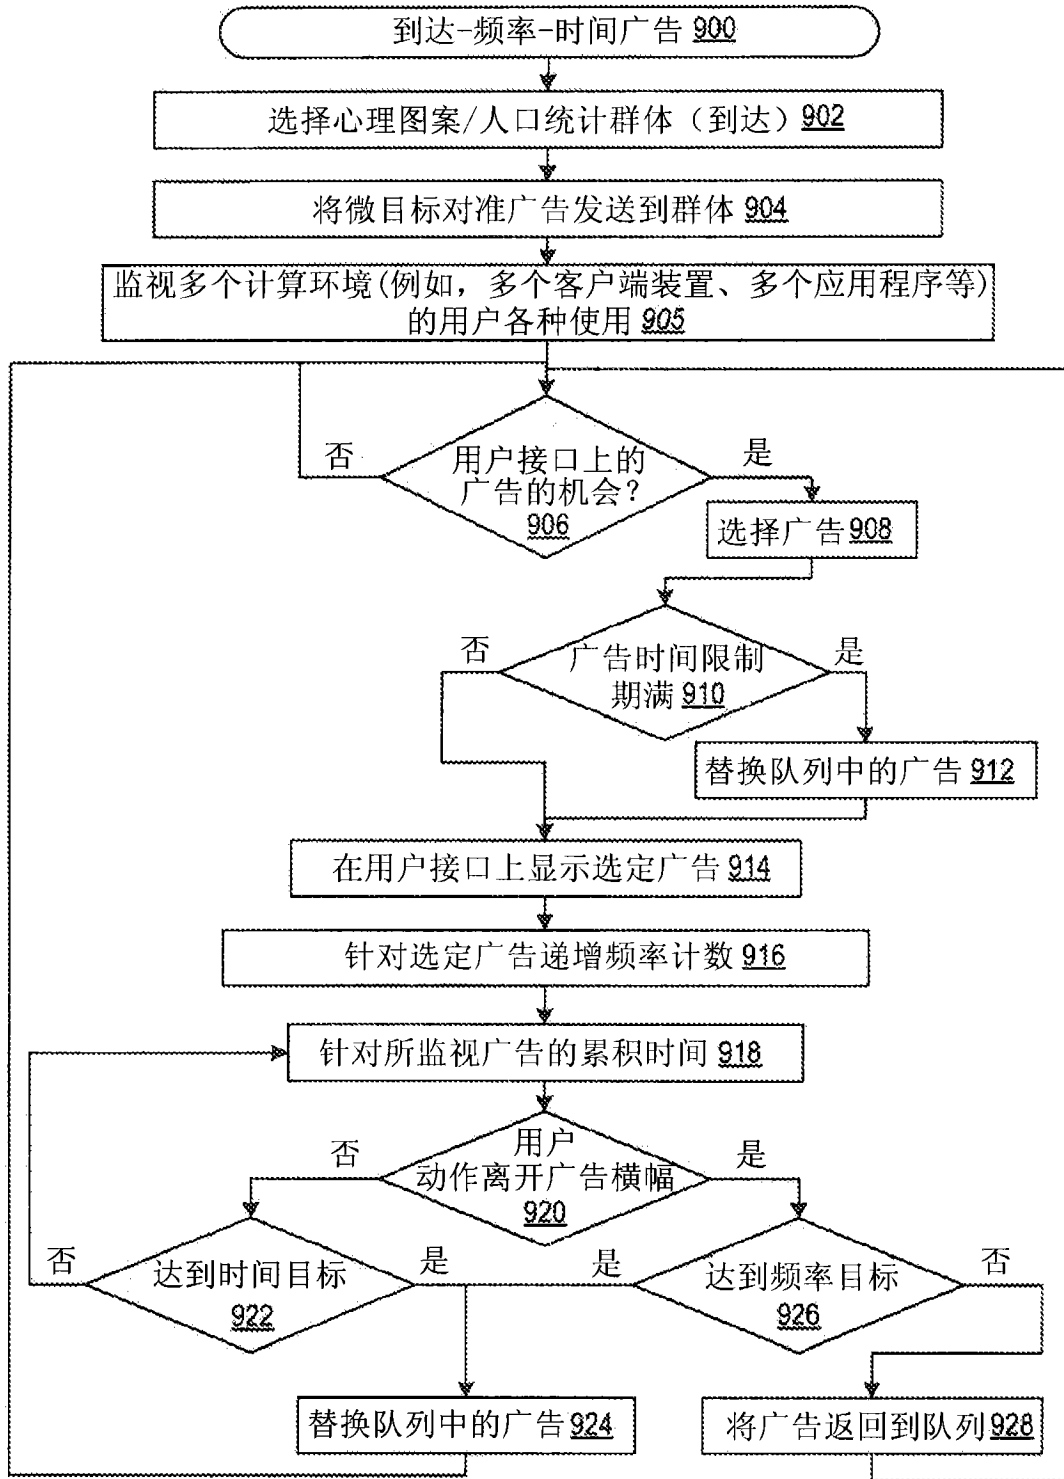 到达-频率-时间广告 900
选择心理图案/人口统计群体（到达）902
将微目标对准广告发送到群体 904
监视多个计算环境(例如，多个客户端装置、多个应用程序等)
的用户各种使用 905
否
用户接口上的
广告的机会？
906
是
选择广告 908
否
广告时间限制
期满 910
是
替换队列中的广告 912
在用户接口上显示选定广告 914
针对选定广告递增频率计数 916
针对所监视广告的累积时间 918
否
用户
动作离开广告横幅
920
是
否
达到时间目标
922
是
是
达到频率目标
926
否
替换队列中的广告 924
将广告返回到队列 928